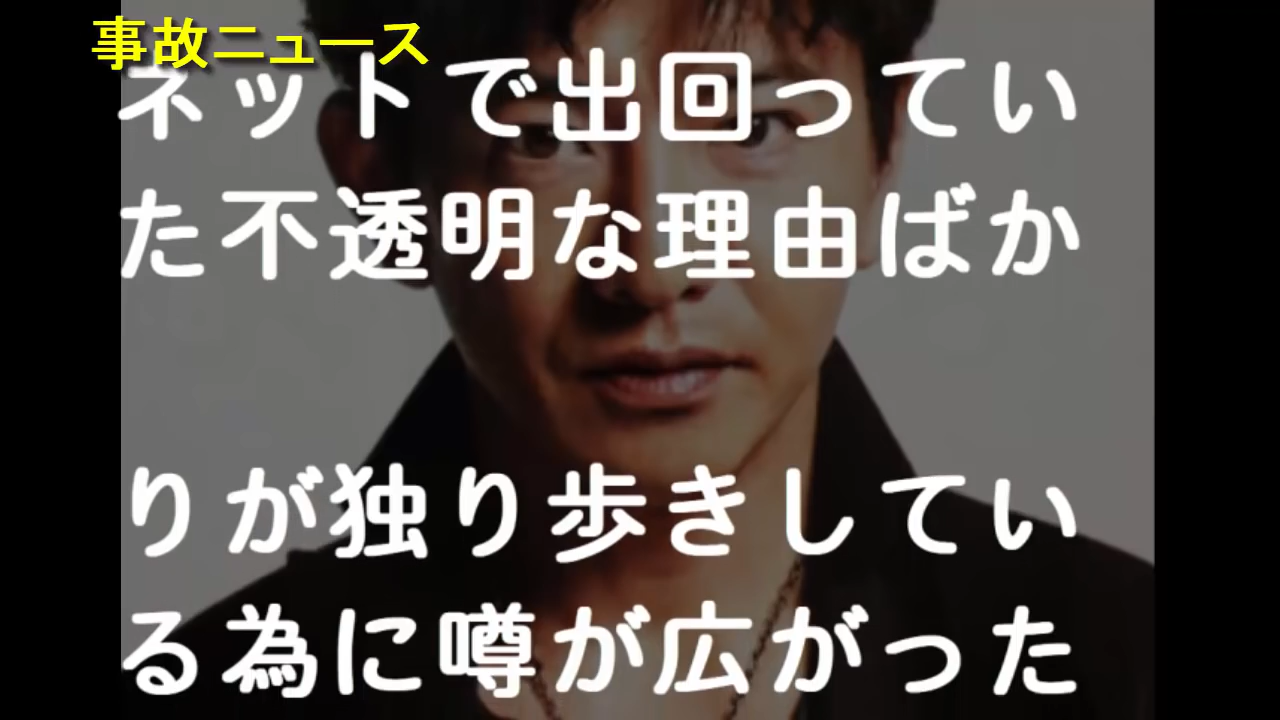 事故ニュース
ネットで出回ってい
た不透明な理由ばか
りが独り歩きしてい
る為に噂が広がった